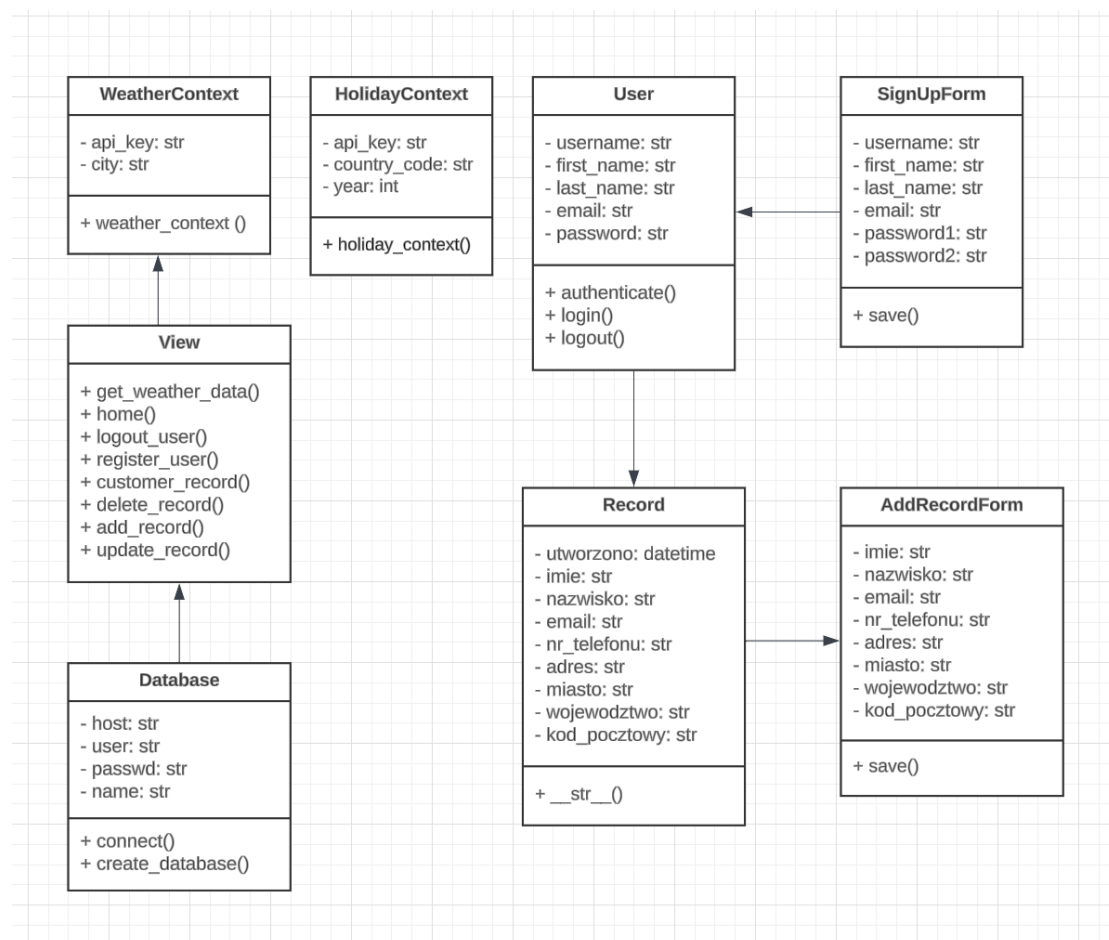 WeatherContext
- api_key: str
- city: str
+ weather_context ()
HolidayContext
- api_key: str
- country_code: str
- year: int
+ holiday_context()
User
- username: str
- first_name: str
- last_name: str
- email: str
- password: str
+ authenticate()
+ login()
+ logout()
SignUpForm
- username: str
- first_name: str
- last_name: str
- email: str
- password1: str
- password2: str
+ save()
View
+ get_weather_data()
+ home()
+ logout_user()
+ register_user()
+ customer_record()
+ delete_record()
+ add_record()
+ update_record()
Record
- utworzono: datetime
- imie: str
- nazwisko: str
- email: str
- nr_telefonu: str
- adres: str
- miasto: str
- wojewodztwo: str
- kod_pocztowy: str
+ __str__()
AddRecordForm
- imie: str
- nazwisko: str
- email: str
- nr_telefonu: str
- adres: str
- miasto: str
- wojewodztwo: str
- kod_pocztowy: str
+ save()
Database
- host: str
- user: str
- passwd: str
- name: str
+ connect()
+ create_database()